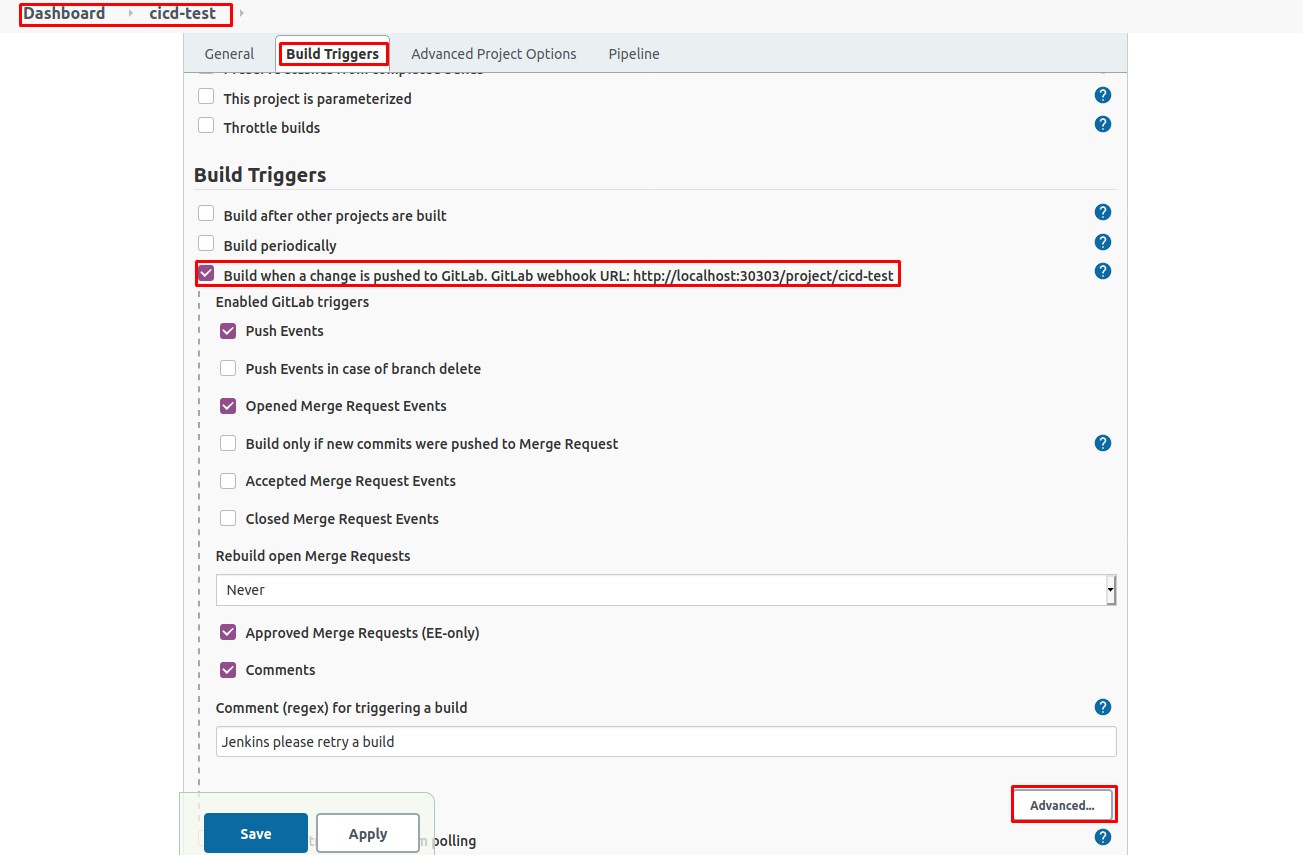 Dashboard cicd-test
General Build Triggers Advanced Project Options Pipeline
This project is parameterized ?
Throttle builds ?
Build Triggers
Build after other projects are built ?
Build periodically ?
Build when a change is pushed to GitLab. GitLab webhook URL: http://localhost:30303/project/cicd-test ?
Enabled GitLab triggers
Push Events
Push Events in case of branch delete
Opened Merge Request Events
Build only if new commits were pushed to Merge Request ?
Accepted Merge Request Events
Closed Merge Request Events
Rebuild open Merge Requests
Never
Approved Merge Requests (EE-only)
Comments
Comment (regex) for triggering a build ?
Jenkins please retry a build
Advanced...
Save Apply polling ?